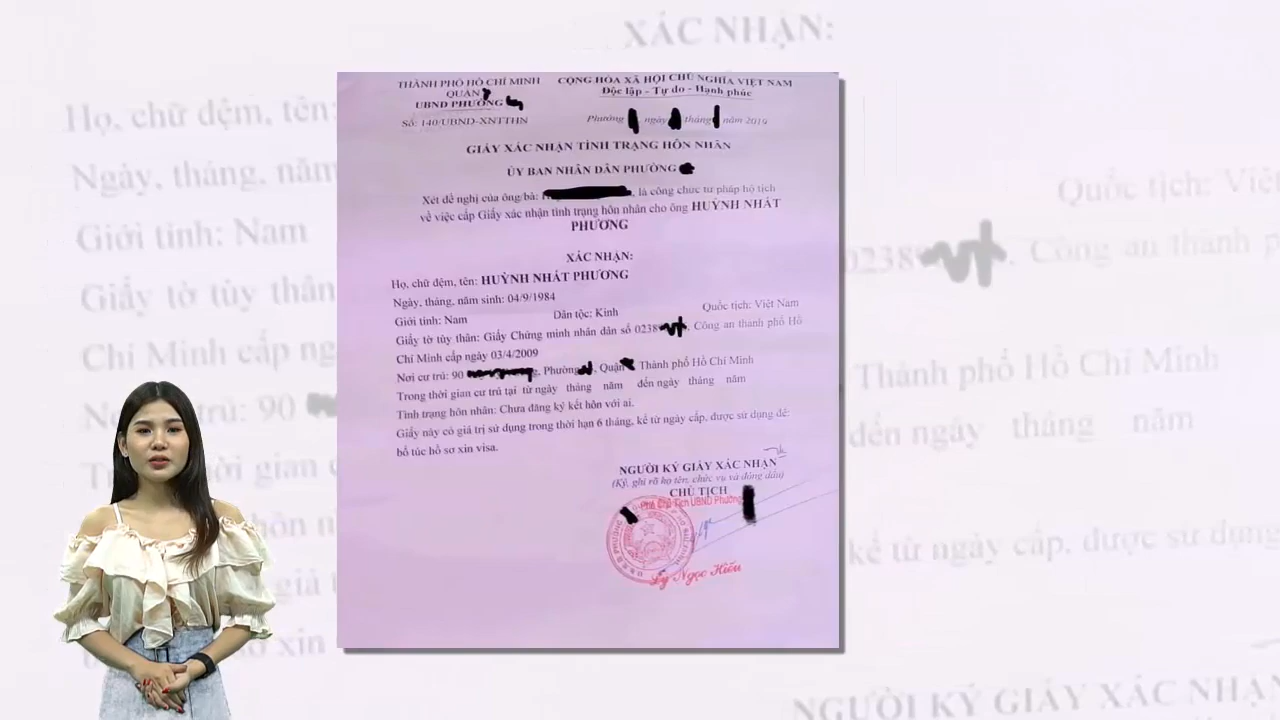 THÀNH PHỐ HỒ CHÍ MINH
QUẬN
UBND PHƯỜNG
Số: 140/UBND-XNTTHN
CỘNG HÒA XÃ HỘI CHỦ NGHĨA VIỆT NAM
Độc lập - Tự do - Hạnh phúc
Phường , ngày tháng năm 2019
GIẤY XÁC NHẬN TÌNH TRẠNG HÔN NHÂN
ỦY BAN NHÂN DÂN PHƯỜNG
Xét đề nghị của ông/bà: , là công chức tư pháp hộ tịch
về việc cấp Giấy xác nhận tình trạng hôn nhân cho ông HUỲNH NHẤT
PHƯƠNG
XÁC NHẬN:
Họ, chữ đệm, tên: HUỲNH NHẤT PHƯƠNG
Ngày, tháng, năm sinh: 04/9/1984
Giới tính: Nam Dân tộc: Kinh Quốc tịch: Việt Nam
Giấy tờ tùy thân: Giấy Chứng minh nhân dân số 0238 , Công an thành phố Hồ
Chí Minh cấp ngày 03/4/2009
Nơi cư trú: 90 , Phường , Quận Thành phố Hồ Chí Minh
Trong thời gian cư trú tại từ ngày tháng năm đến ngày tháng năm
Tình trạng hôn nhân: Chưa đăng ký kết hôn với ai.
Giấy này có giá trị sử dụng trong thời hạn 6 tháng, kể từ ngày cấp, được sử dụng để:
bổ túc hồ sơ xin visa.
NGƯỜI KÝ GIẤY XÁC NHẬN
(Ký, ghi rõ họ tên, chức vụ và đóng dấu)
CHỦ TỊCH
Phó Chủ Tịch UBND Phường
Lý Ngọc Hiếu
XÁC NHẬN:
Họ, chữ đệm, tên:
Ngày, tháng, năm
Quốc tịch: Việt
Giới tính: Nam
0238 , Công an thành p
Giấy tờ tùy thân
Chí Minh cấp ng
Thành phố Hồ Chí Minh
cư trú: 90
đến ngày tháng năm
kể từ ngày cấp, được sử dụng
xin
NGƯỜI KÝ GIẤY XÁC NHẬN